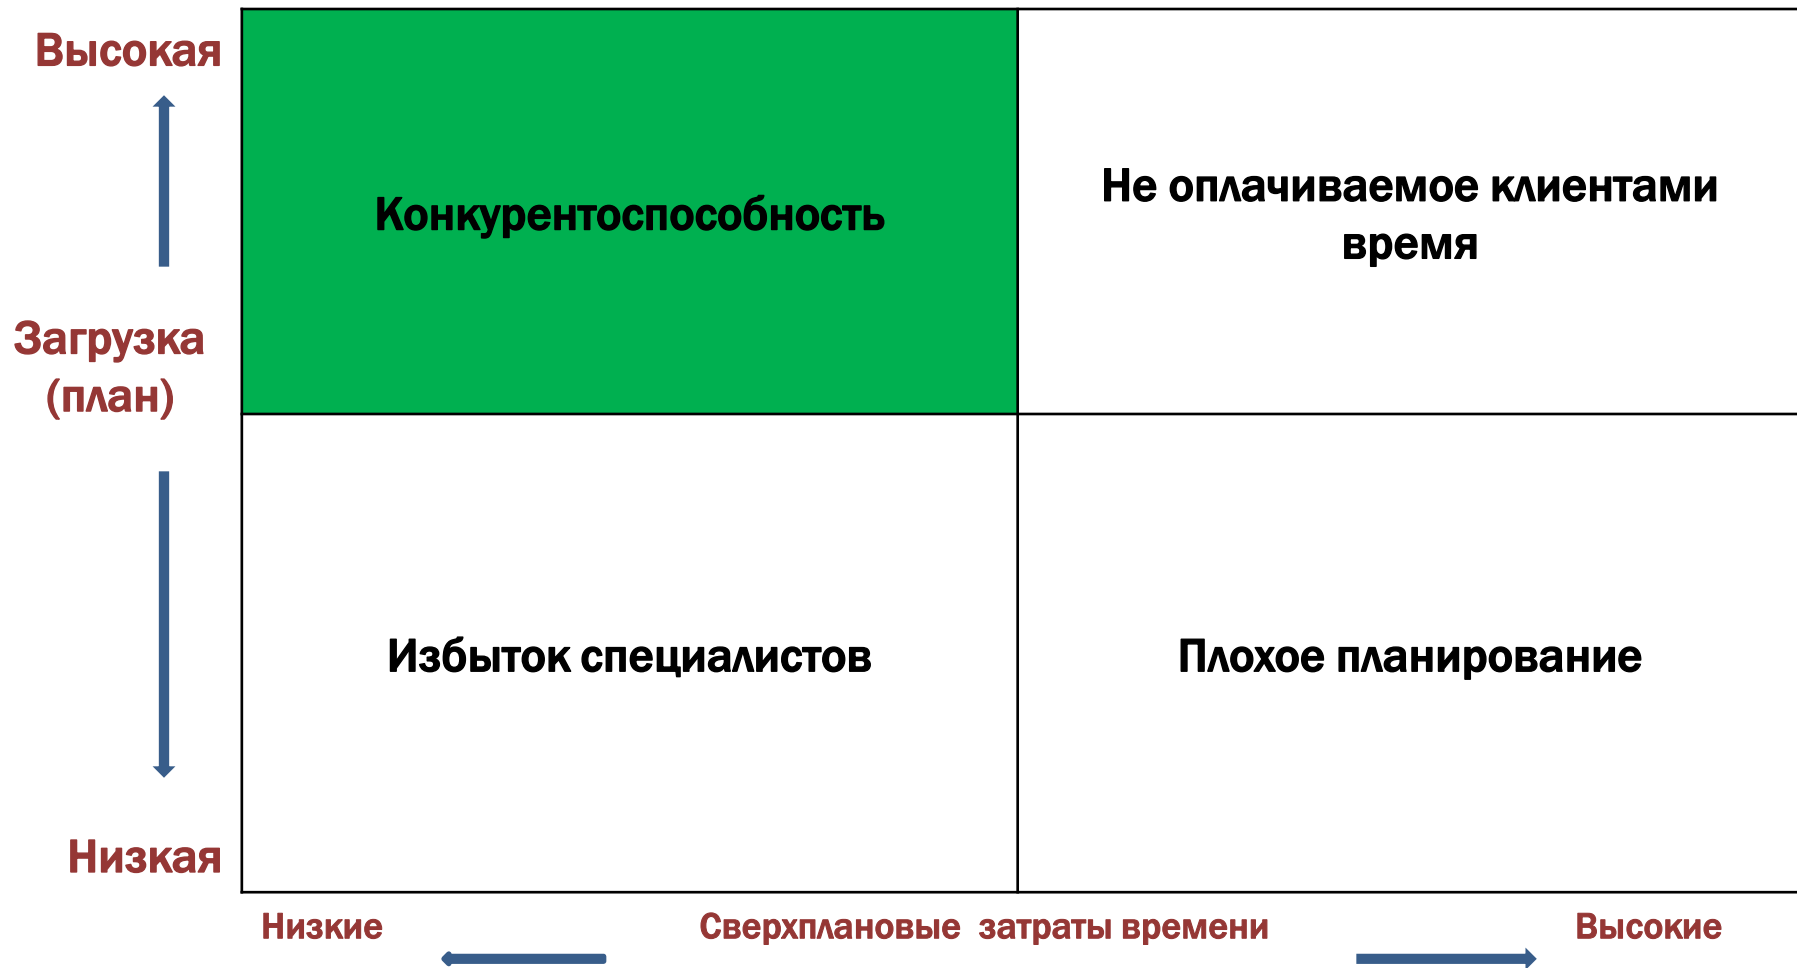 Высокая
Конкурентоспособность
Не оплачиваемое клиентами
время
Загрузка
(план)
Избыток специалистов
Плохое планирование
Низкая
Низкие
Сверхплановые затраты времени
Высокие